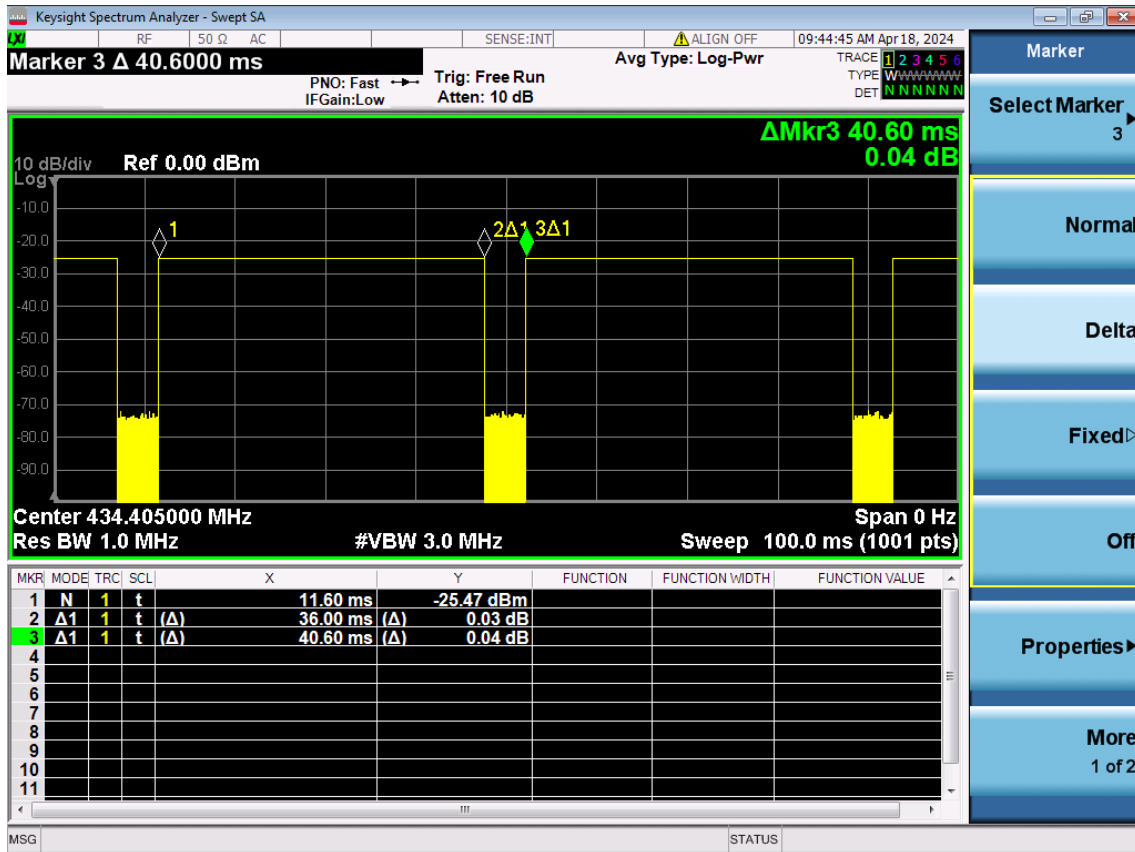 Keysight Spectrum Analyzer - Swept SA
LXI RF 50 Ω AC SENSE:INT ALIGN OFF 09:44:45 AM Apr 18, 2024
Marker 3 Δ 40.6000 ms
PNO: Fast
IFGain:Low
Trig: Free Run
Atten: 10 dB
Avg Type: Log-Pwr
TRACE 1 2 3 4 5 6
TYPE WWWWWW
DET N N N N N N
ΔMkr3 40.60 ms
0.04 dB
10 dB/div Ref 0.00 dBm
Log
-10.0
1 2Δ1 3Δ1
-20.0
-30.0
-40.0
-50.0
-60.0
-70.0
-80.0
-90.0
Center 434.405000 MHz Span 0 Hz
Res BW 1.0 MHz #VBW 3.0 MHz Sweep 100.0 ms (1001 pts)
MKR MODE TRC SCL X Y FUNCTION FUNCTION WIDTH FUNCTION VALUE
1 N 1 t 11.60 ms -25.47 dBm
2 Δ1 1 t (Δ) 36.00 ms (Δ) 0.03 dB
3 Δ1 1 t (Δ) 40.60 ms (Δ) 0.04 dB
4
5
6
7
8
9
10
11
MSG STATUS
Marker
Select Marker
3
Normal
Delta
Fixed
Off
Properties
More
1 of 2